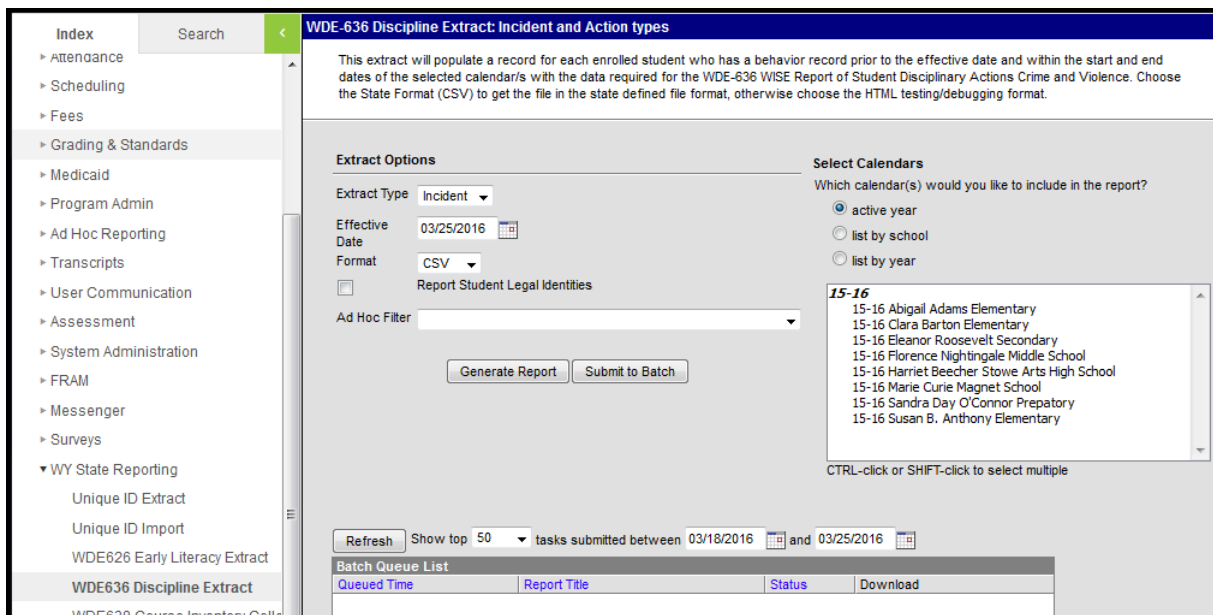 Index
Search
<
Attendance
Scheduling
Fees
Grading & Standards
Medicaid
Program Admin
Ad Hoc Reporting
Transcripts
User Communication
Assessment
System Administration
FRAM
Messenger
Surveys
WY State Reporting
Unique ID Extract
Unique ID Import
WDE626 Early Literacy Extract
WDE636 Discipline Extract
WDE638 Course Inventory
WDE-636 Discipline Extract: Incident and Action types
This extract will populate a record for each enrolled student who has a behavior record prior to the effective date and within the start and end
dates of the selected calendar/s with the data required for the WDE-636 WISE Report of Student Disciplinary Actions Crime and Violence. Choose
the State Format (CSV) to get the file in the state defined file format, otherwise choose the HTML testing/debugging format.
Extract Options
Extract Type Incident
Effective
Date
03/25/2016
Format CSV
Report Student Legal Identities
Ad Hoc Filter
Generate Report Submit to Batch
Select Calendars
Which calendar(s) would you like to include in the report?
active year
list by school
list by year
15-16
15-16 Abigail Adams Elementary
15-16 Clara Barton Elementary
15-16 Eleanor Roosevelt Secondary
15-16 Florence Nightingale Middle School
15-16 Harriet Beecher Stowe Arts High School
15-16 Marie Curie Magnet School
15-16 Sandra Day O'Connor Prepatory
15-16 Susan B. Anthony Elementary
CTRL-click or SHIFT-click to select multiple
Refresh Show top 50 tasks submitted between 03/18/2016 and 03/25/2016
Batch Queue List
Queued Time Report Title Status Download